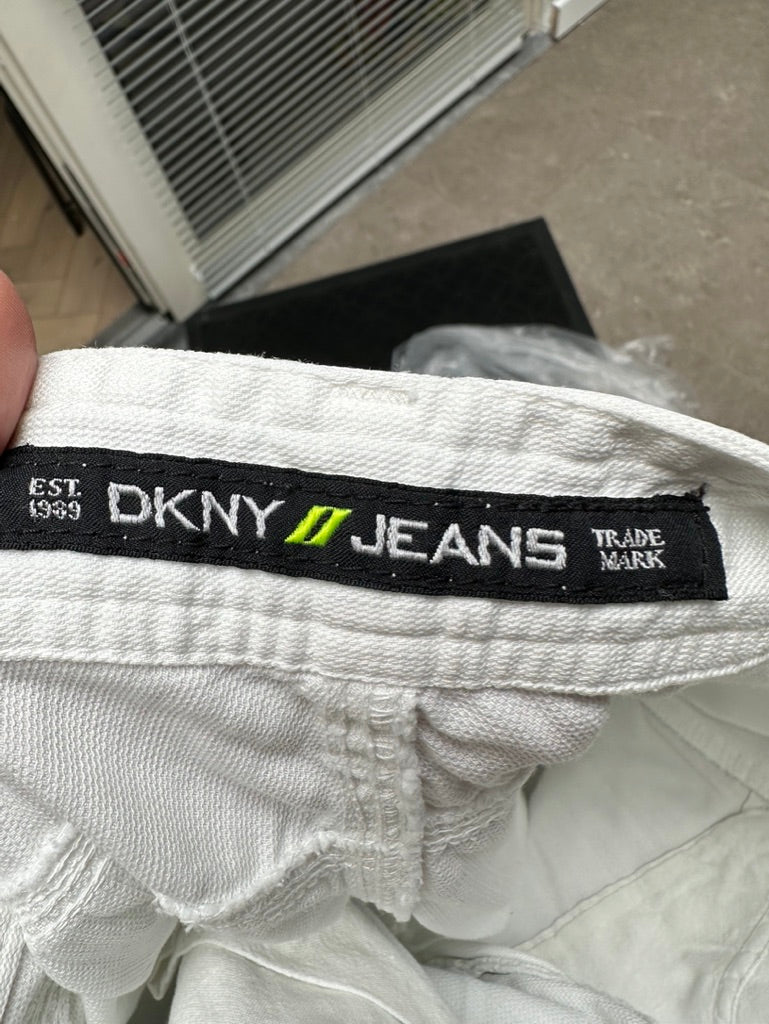 EST.
1989
DKNY // JEANS
TRADE
MARK